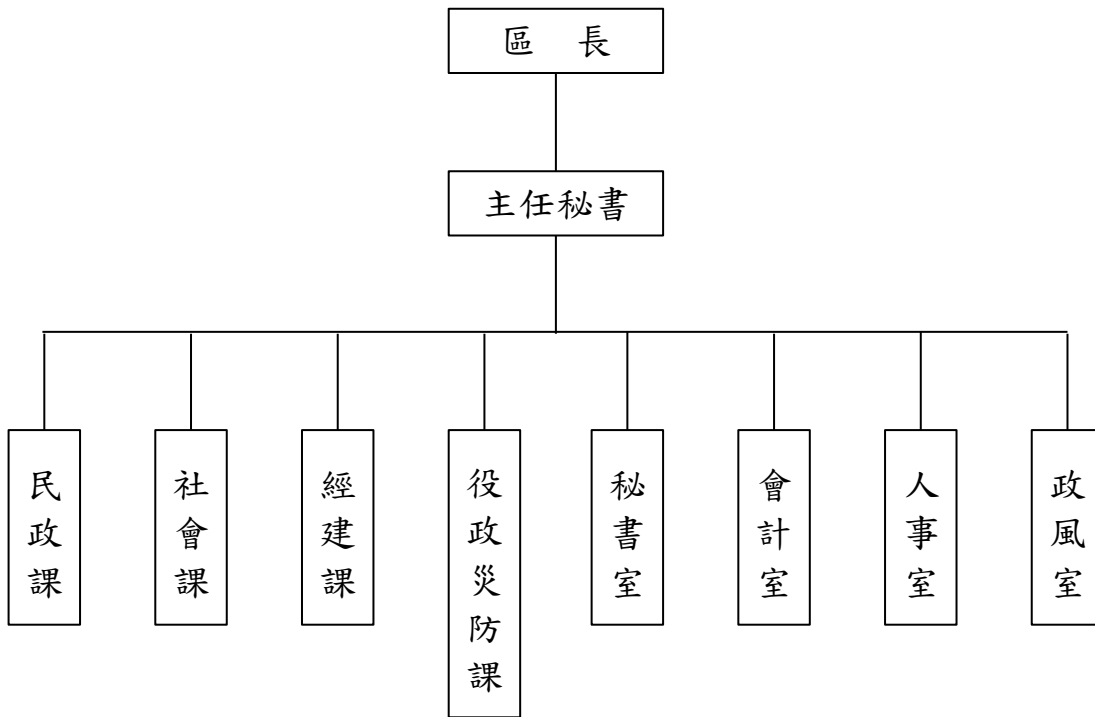 區 長
主任秘書
民政課
社會課
經建課
役政災防課
秘書室
會計室
人事室
政風室